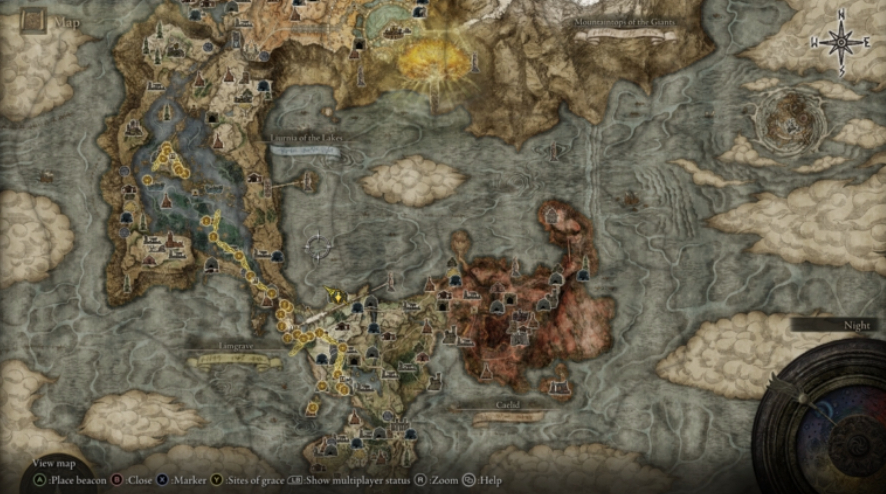 Map
Mountaintops of the Giants
N
W E
S
Liurnia of the Lakes
Night
Limgrave
Caelid
View map
A :Place beacon B :Close X :Marker Y :Sites of grace :Show multiplayer status R :Zoom :Help